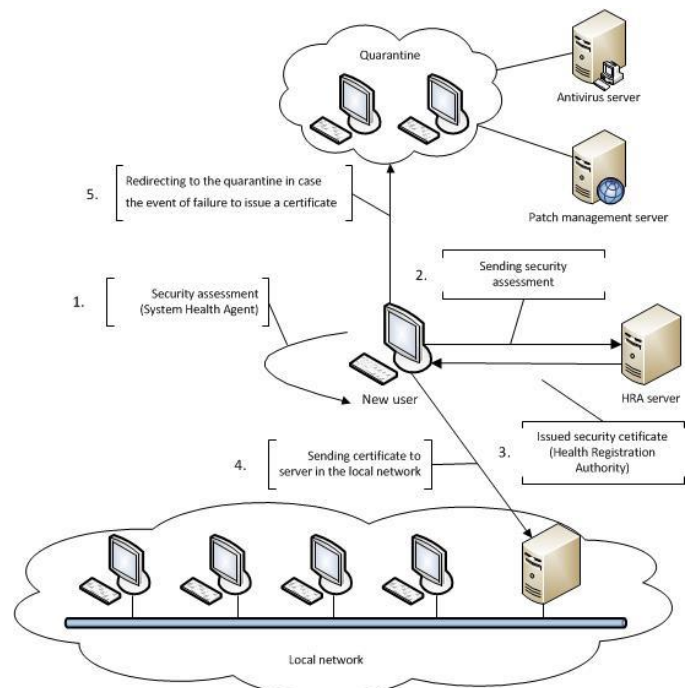 Quarantine
Antivirus server
Patch management server
5.
Redirecting to the quarantine in case
the event of failure to issue a certificate
2.
Sending security
assessment
1.
Security assessment
(System Health Agent)
New user
HRA server
3.
Issued security cetificate
(Health Registration
Authority)
4.
Sending certificate to
server in the local network
Local network